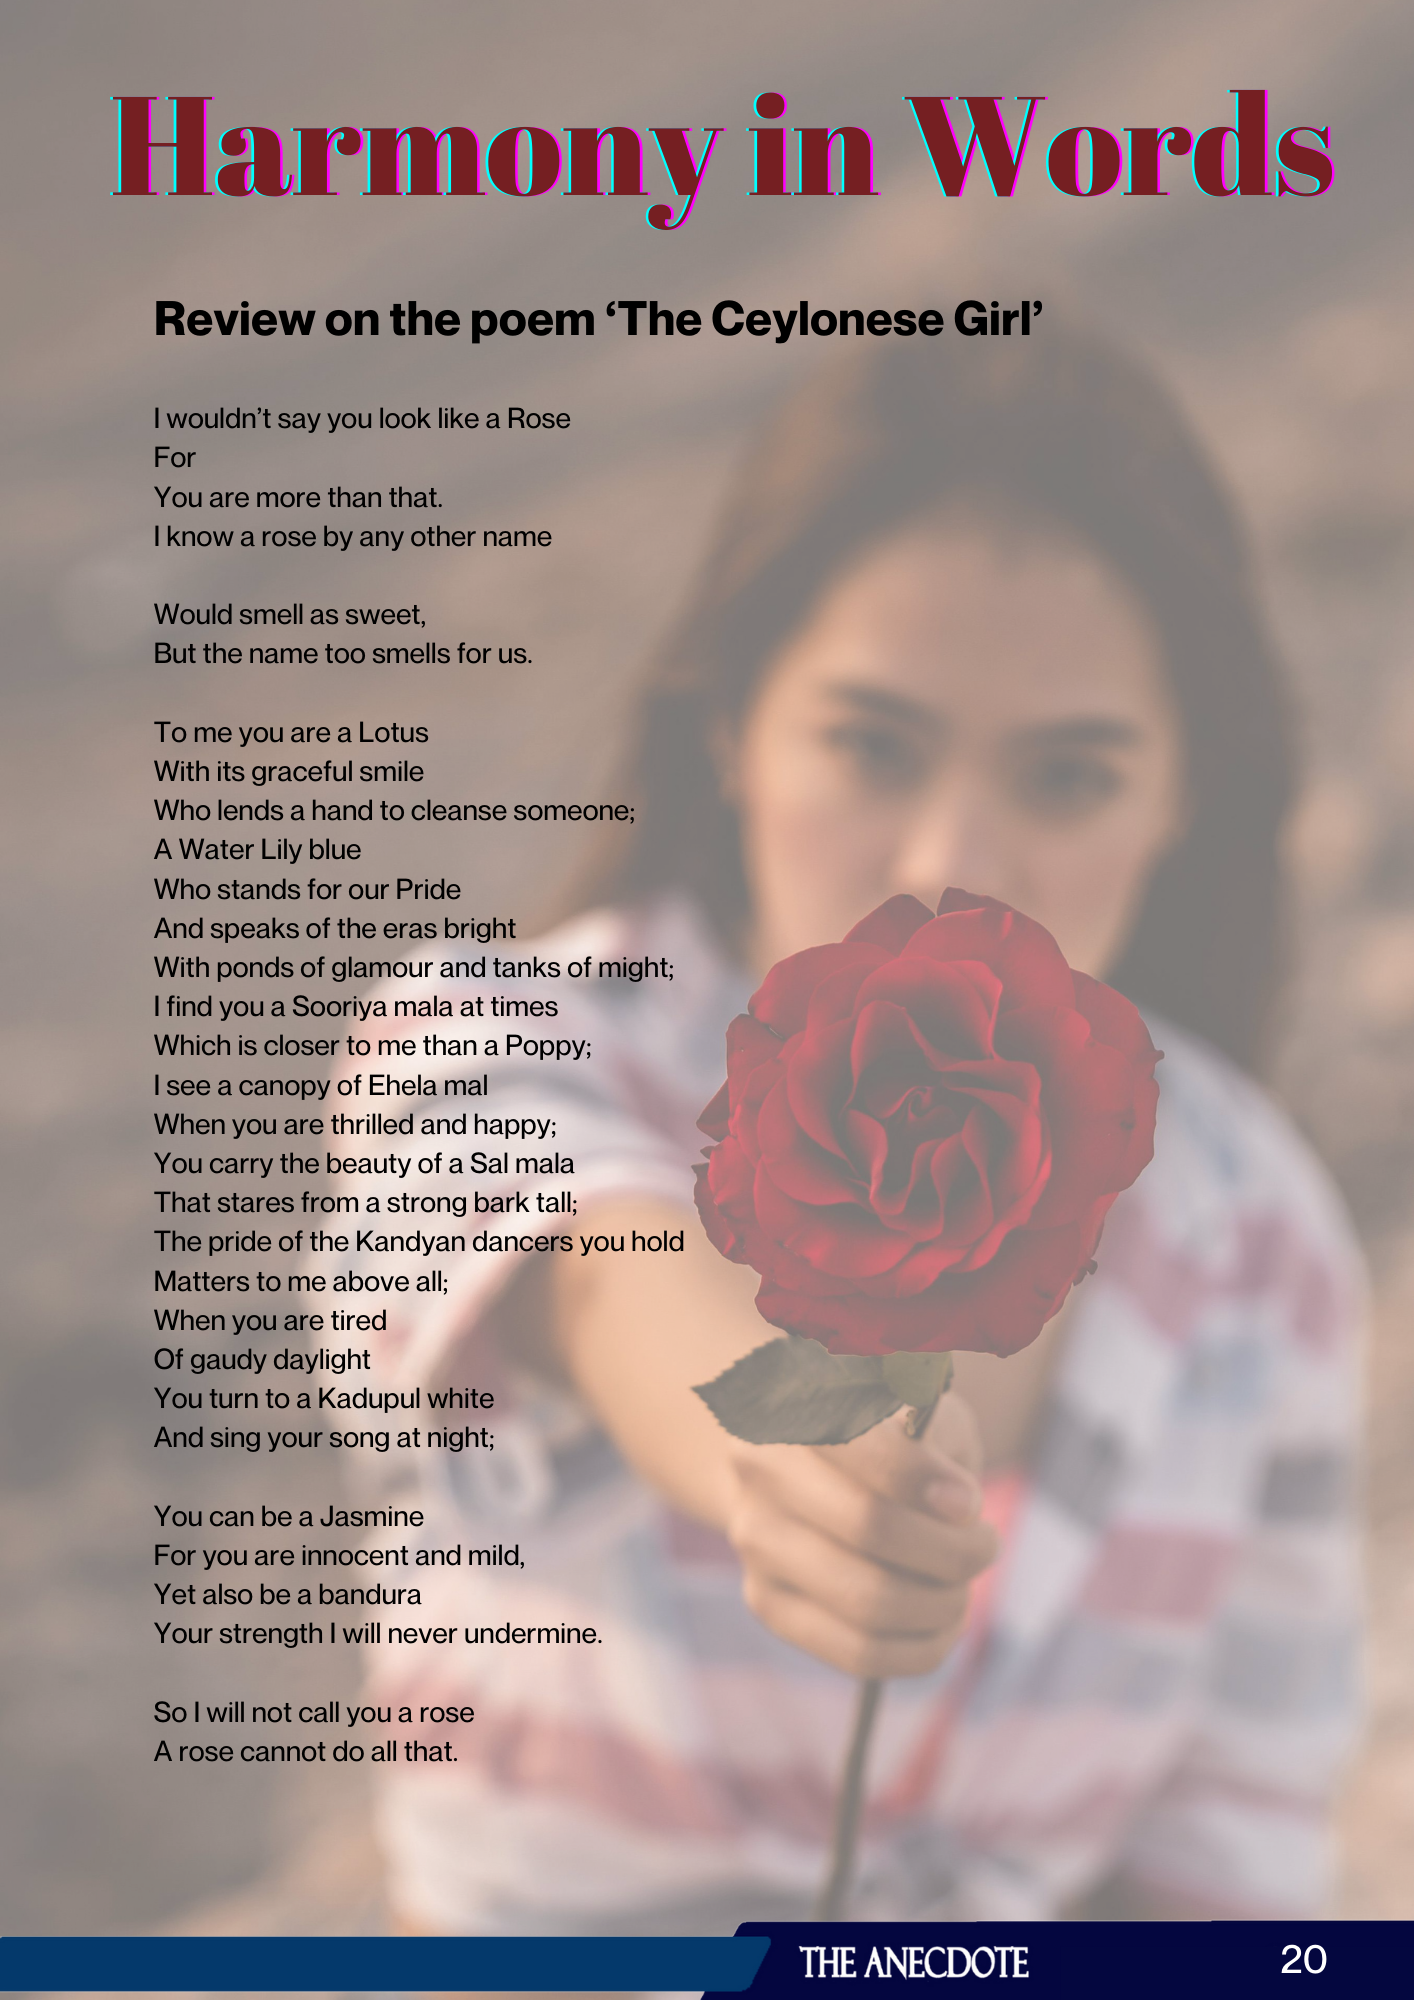 Harmony in Words
Review on the poem ‘The Ceylonese Girl’
I wouldn’t say you look like a Rose
For
You are more than that.
I know a rose by any other name
Would smell as sweet,
But the name too smells for us.
To me you are a Lotus
With its graceful smile
Who lends a hand to cleanse someone;
A Water Lily blue
Who stands for our Pride
And speaks of the eras bright
With ponds of glamour and tanks of might;
I find you a Sooriya mala at times
Which is closer to me than a Poppy;
I see a canopy of Ehela mal
When you are thrilled and happy;
You carry the beauty of a Sal mala
That stares from a strong bark tall;
The pride of the Kandyan dancers you hold
Matters to me above all;
When you are tired
Of gaudy daylight
You turn to a Kadupul white
And sing your song at night;
You can be a Jasmine
For you are innocent and mild,
Yet also be a bandura
Your strength I will never undermine.
So I will not call you a rose
A rose cannot do all that.
THE ANECDOTE
20